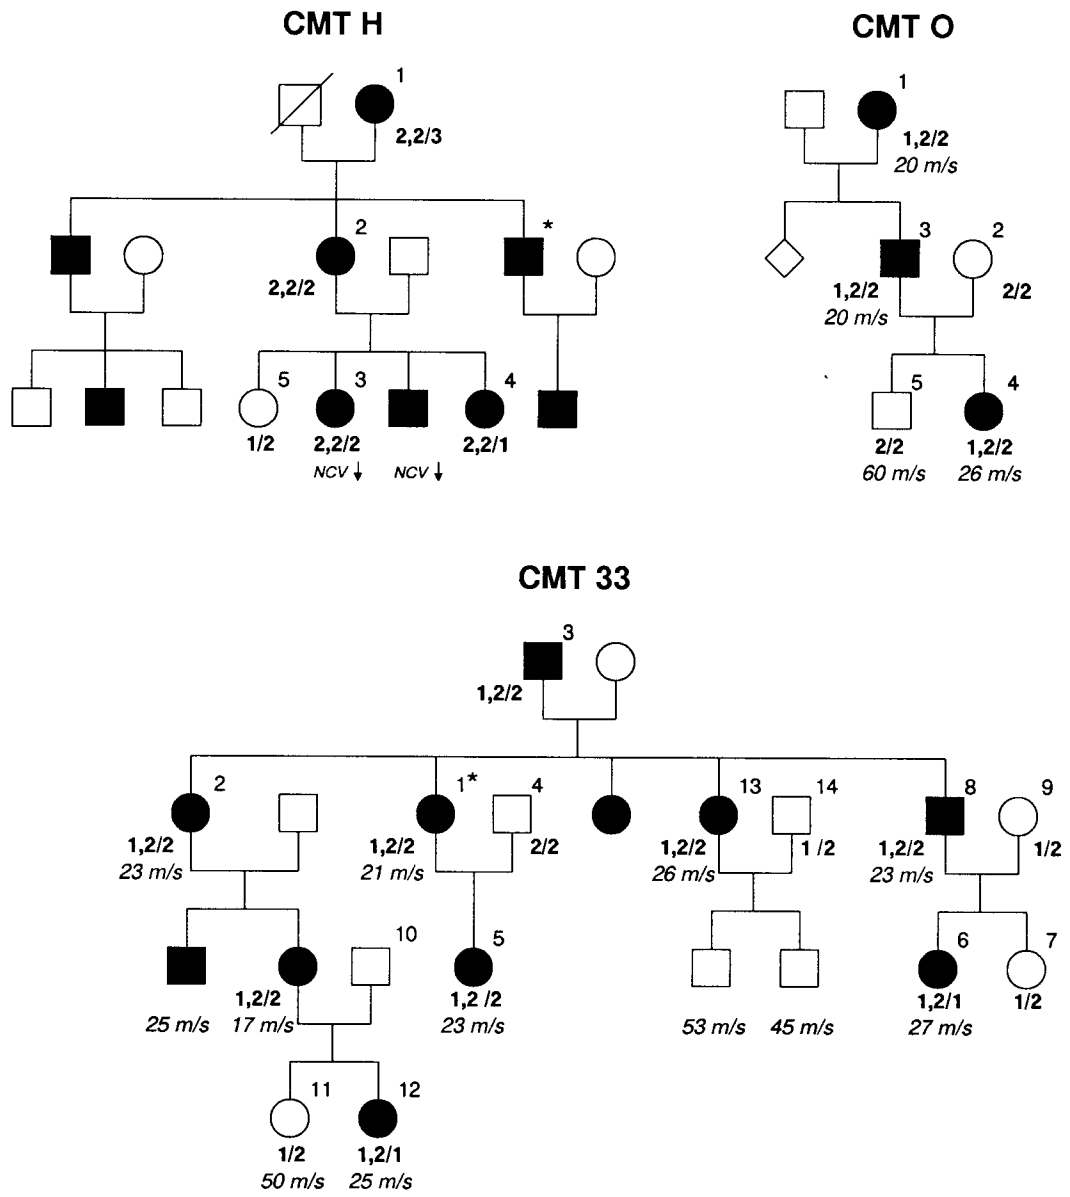 CMT H
CMT O
1
2,2/3
1
1,2/2
20 m/s
2
*
2,2/2
3
2
1,2/2
2/2
20 m/s
5
3
4
1/2
2,2/2
2,2/1
NCV ↓
NCV ↓
5
4
2/2
1,2/2
60 m/s
26 m/s
CMT 33
3
1,2/2
2
1*
4
13
14
8
9
1,2/2
1,2/2
2/2
1,2/2
1 /2
1,2/2
1/2
23 m/s
21 m/s
26 m/s
23 m/s
10
5
6
7
1,2/2
1,2 /2
1,2/1
1/2
25 m/s
17 m/s
23 m/s
53 m/s
45 m/s
27 m/s
11
12
1/2
1,2/1
50 m/s
25 m/s